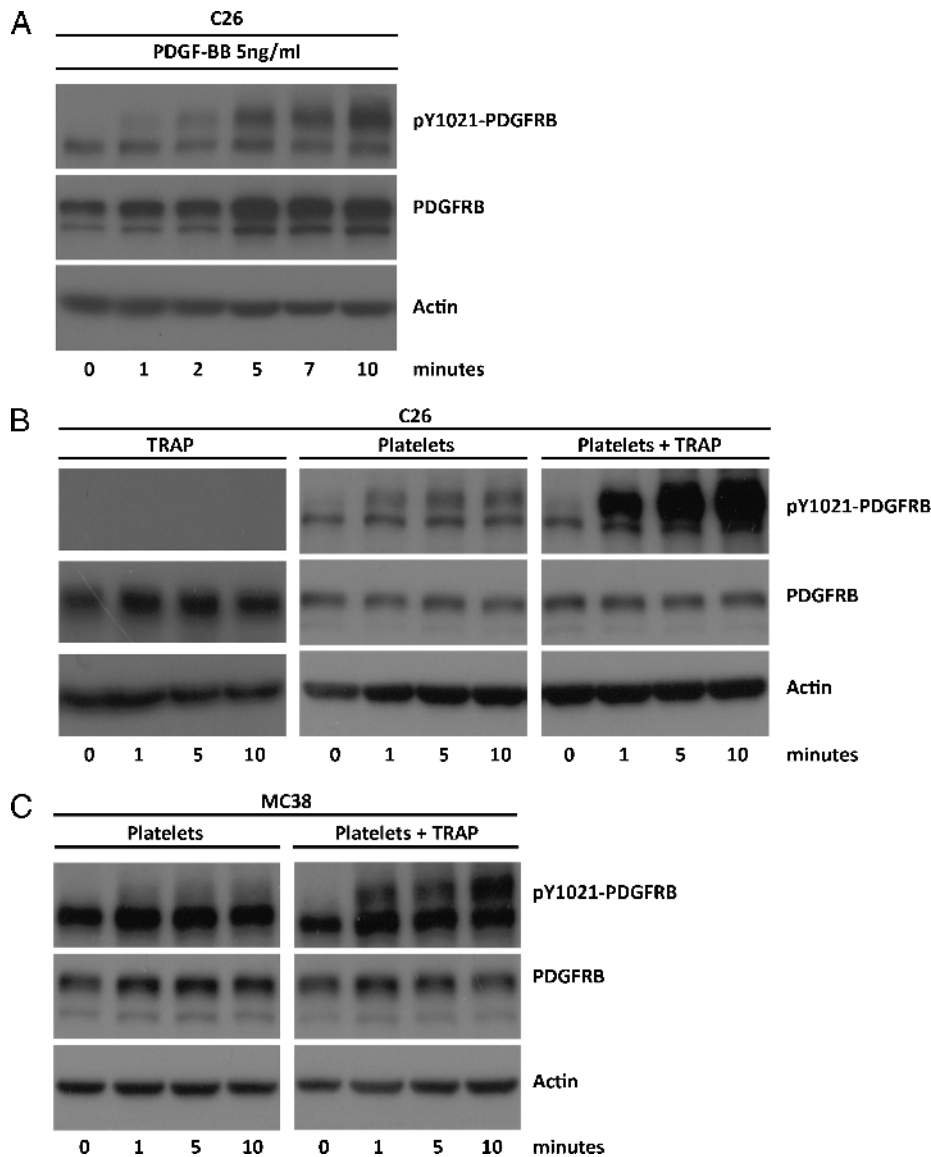 A
C26
PDGF-BB 5ng/ml
pY1021-PDGFRB
PDGFRB
Actin
0 1 2 5 7 10 minutes
B
C26
TRAP Platelets Platelets + TRAP
pY1021-PDGFRB
PDGFRB
Actin
0 1 5 10 0 1 5 10 0 1 5 10 minutes
C
MC38
Platelets Platelets + TRAP
pY1021-PDGFRB
PDGFRB
Actin
0 1 5 10 0 1 5 10 minutes